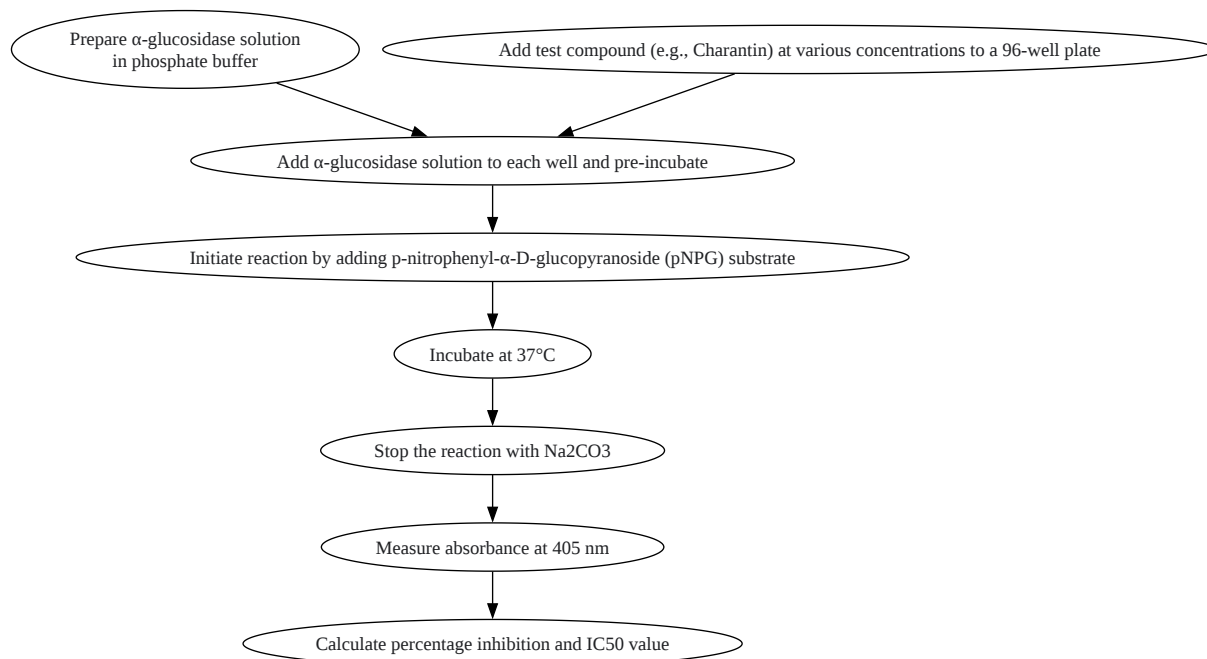 Prepare α-glucosidase solution
in phosphate buffer
Add test compound (e.g., Charantin) at various concentrations to a 96-well plate
Add α-glucosidase solution to each well and pre-incubate
Initiate reaction by adding p-nitrophenyl-α-D-glucopyranoside (pNPG) substrate
Incubate at 37°C
Stop the reaction with Na2CO3
Measure absorbance at 405 nm
Calculate percentage inhibition and IC50 value